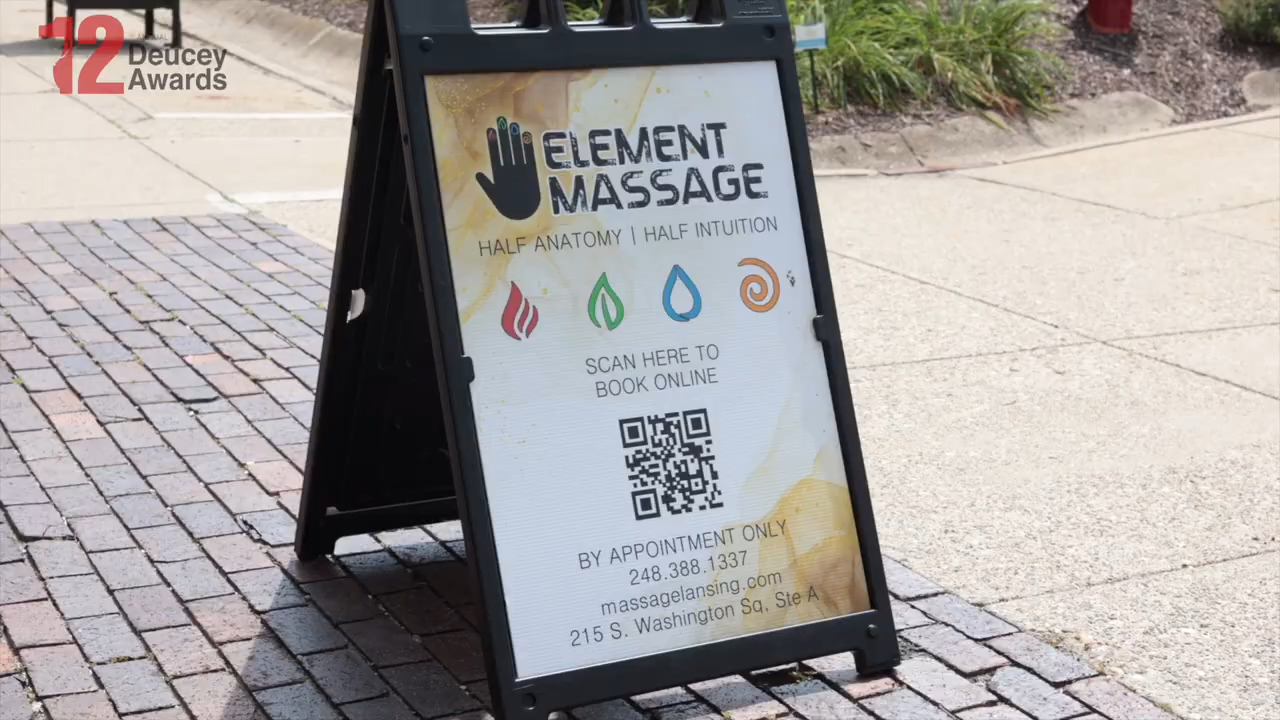 12
Deucey
Awards
ELEMENT
MASSAGE
HALF ANATOMY | HALF INTUITION
SCAN HERE TO
BOOK ONLINE
BY APPOINTMENT ONLY
248.388.1337
massagelansing.com
215 S. Washington Sq, Ste A